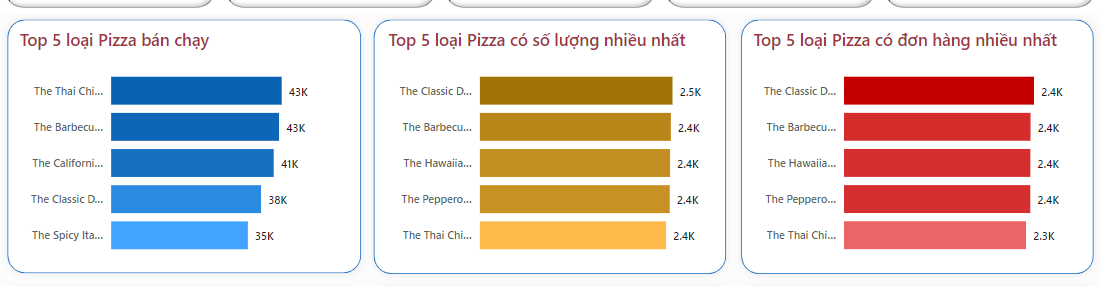 Top 5 loại Pizza bán chạy
The Thai Chi... 43K
The Barbecu... 43K
The Californi... 41K
The Classic D... 38K
The Spicy Ita... 35K
Top 5 loại Pizza có số lượng nhiều nhất
The Classic D... 2.5K
The Barbecu... 2.4K
The Hawaiia... 2.4K
The Peppero... 2.4K
The Thai Chi... 2.4K
Top 5 loại Pizza có đơn hàng nhiều nhất
The Classic D... 2.4K
The Barbecu... 2.4K
The Hawaiia... 2.4K
The Peppero... 2.4K
The Thai Chi... 2.3K